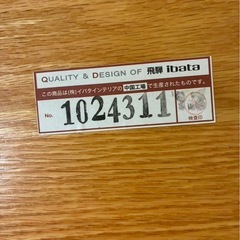 QUALITY & DESIGN OF 飛騨 ibata
この商品は(株)イバタインテリアの中国工場で生産されたものです。
No. 1024311
検査印